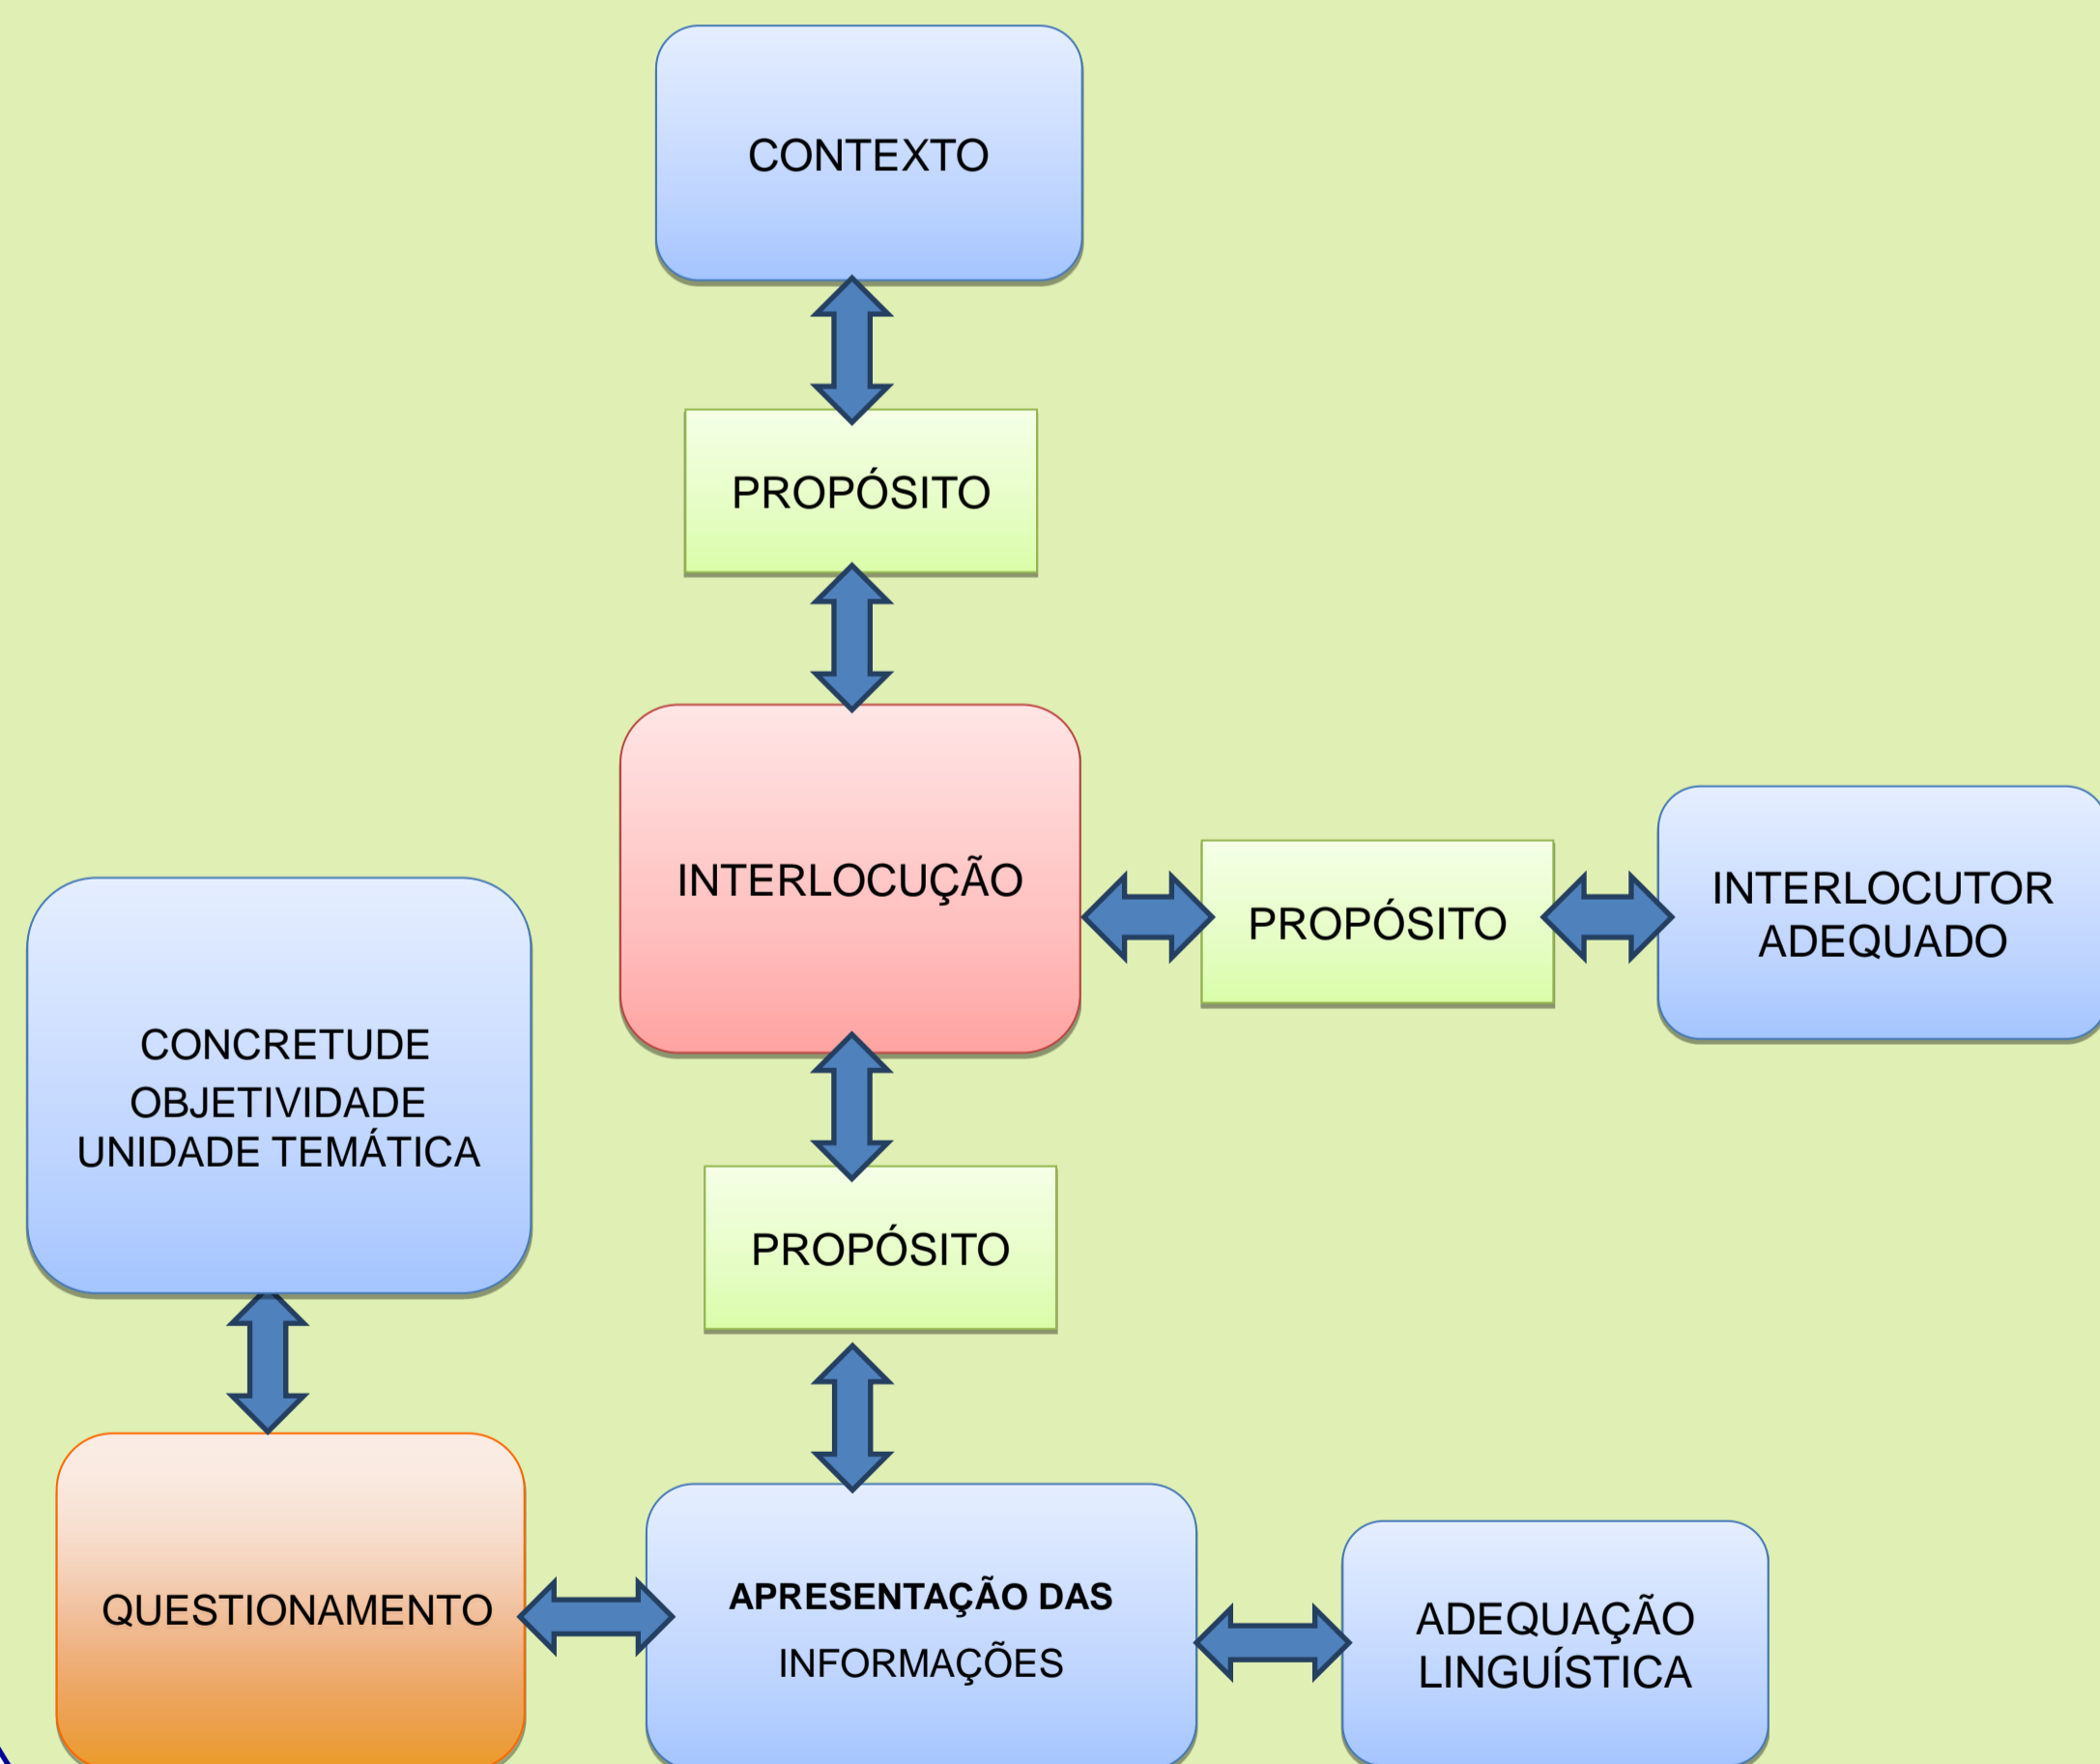 CONTEXTO
PROPÓSITO
INTERLOCUÇÃO
PROPÓSITO
INTERLOCUTOR
ADEQUADO
CONCRETUDE
OBJETIVIDADE
UNIDADE TEMÁTICA
PROPÓSITO
QUESTIONAMENTO
APRESENTAÇÃO DAS
INFORMAÇÕES
ADEQUAÇÃO
LINGUÍSTICA